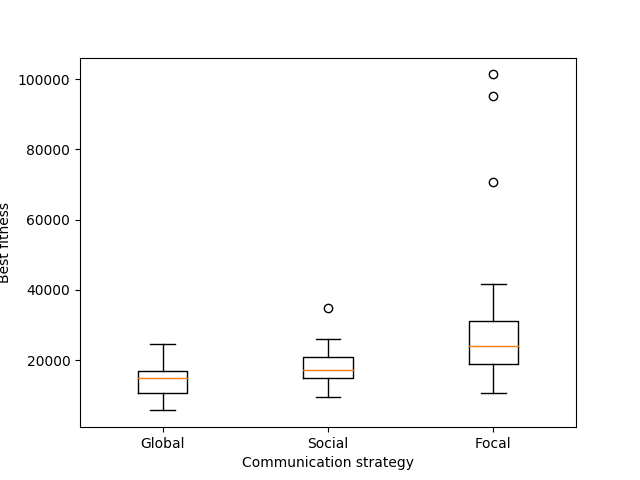 100000
80000
60000
40000
20000
Best fitness
Global
Social
Focal
Communication strategy